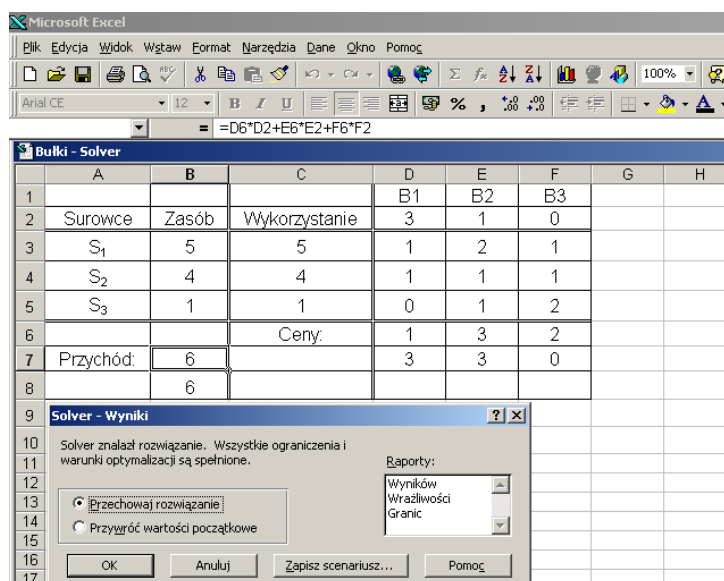 Microsoft Excel
Plik Edycja Widok Wstaw Format Narzędzia Dane Okno Pomoc
100%
Arial CE 12 B I U % ,
= =D6*D2+E6*E2+F6*F2
Bułki - Solver
A B C D E F G H
1 B1 B2 B3
2 Surowce Zasób Wykorzystanie 3 1 0
3 S₁ 5 5 1 2 1
4 S₂ 4 4 1 1 1
5 S₃ 1 1 0 1 2
6 Ceny: 1 3 2
7 Przychód: 6 3 3 0
8 6
9 Solver - Wyniki
10 Solver znalazł rozwiązanie. Wszystkie ograniczenia i
11 warunki optymalizacji są spełnione. Raporty:
12 Wyników
13 Przechowaj rozwiązanie Wrażliwości
14 Granic
Przywróć wartości początkowe
15
16 OK Anuluj Zapisz scenariusz... Pomoc
17